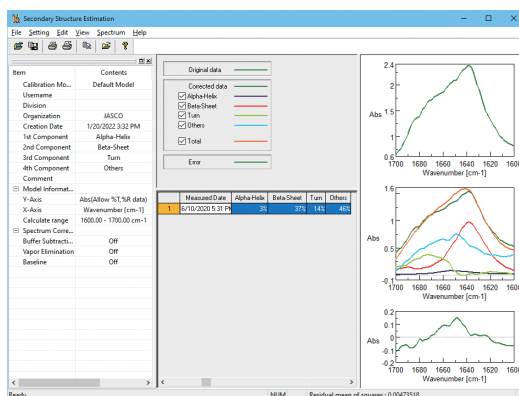 Secondary Structure Estimation
File Setting Edit View Spectrum Help
Item Contents
Calibration Mo... Default Model
Username
Division
Organization JASCO
Creation Date 1/20/2022 3:32 PM
1st Component Alpha-Helix
2nd Component Beta-Sheet
3rd Component Turn
4th Component Others
Comment
Model Informat...
Y-Axis Abs(Allow %T,%R data)
X-Axis Wavenumber [cm-1]
Calculate range 1600.00 - 1700.00 cm-1
Spectrum Corre...
Buffer Subtracti... Off
Vapor Elimination Off
Baseline Off
Original data
Corrected data
Alpha-Helix
Beta-Sheet
Turn
Others
Total
Error
Measured Date Alpha-Helix Beta-Sheet Turn Others
1 6/10/2020 5:31 PM 3% 37% 14% 46%
2.4
2
Abs 1.5
1
0.6
1700 1680 1660 1640 1620 1600
Wavenumber [cm-1]
1.6
1
Abs
0.5
-0.1
1700 1680 1660 1640 1620 1600
Wavenumber [cm-1]
0.2
0.1
Abs 0
-0.1
-0.2
1700 1680 1660 1640 1620 1600
Wavenumber [cm-1]
Ready NUM Residual mean of squares : 0.00473518